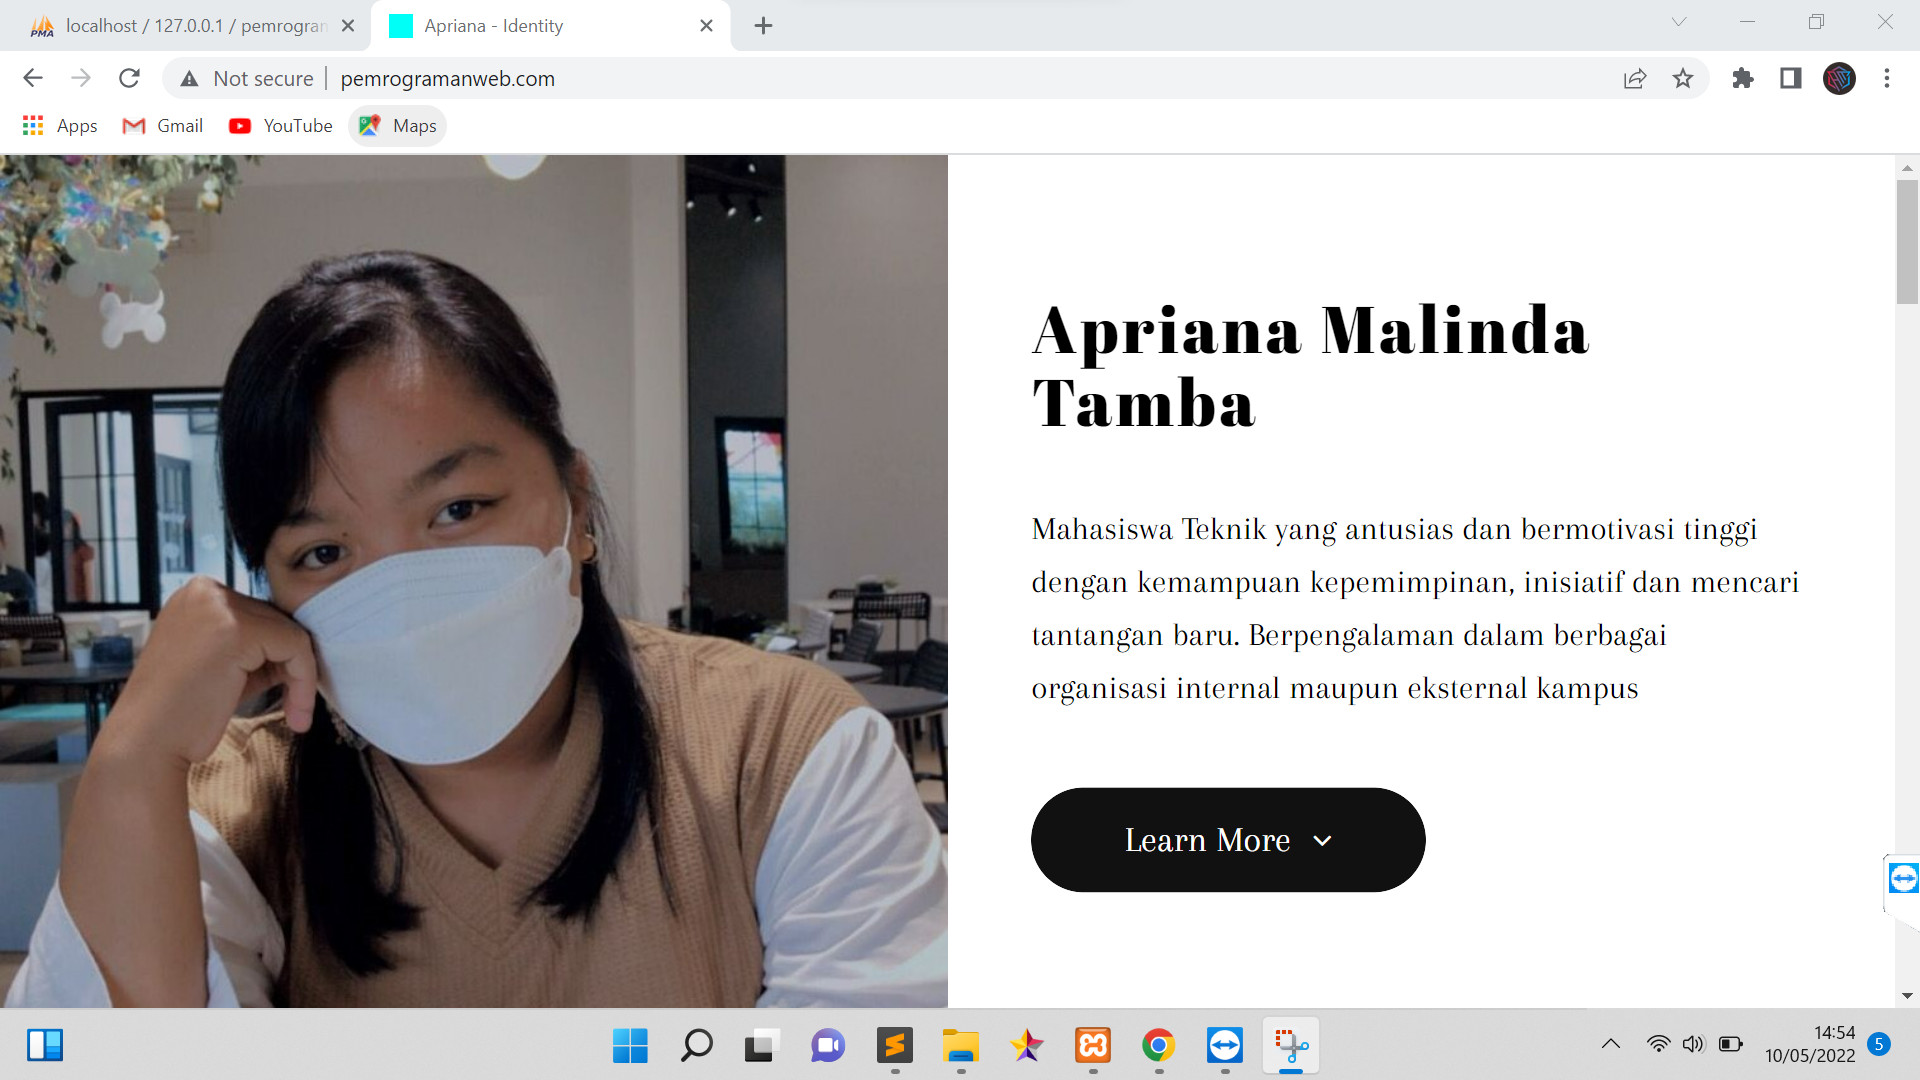 PMA
localhost / 127.0.0.1 / pemrogran
Apriana - Identity
Not secure
pemrogramanweb.com
Apps
Gmail
YouTube
Maps
Apriana Malinda
Tamba
Mahasiswa Teknik yang antusias dan bermotivasi tinggi
dengan kemampuan kepemimpinan, inisiatif dan mencari
tantangan baru. Berpengalaman dalam berbagai
organisasi internal maupun eksternal kampus
Learn More
14:54
10/05/2022
5